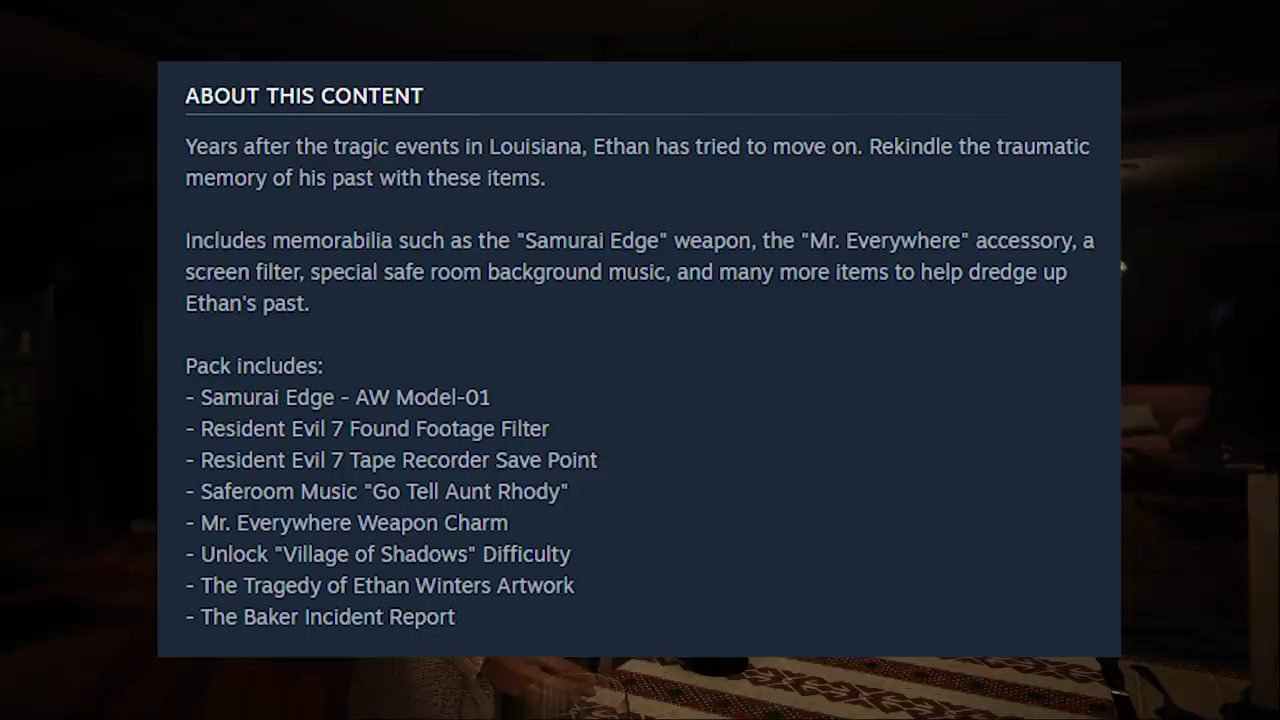 ABOUT THIS CONTENT
Years after the tragic events in Louisiana, Ethan has tried to move on. Rekindle the traumatic
memory of his past with these items.
Includes memorabilia such as the "Samurai Edge" weapon, the "Mr. Everywhere" accessory, a
screen filter, special safe room background music, and many more items to help dredge up
Ethan's past.
Pack includes:
- Samurai Edge - AW Model-01
- Resident Evil 7 Found Footage Filter
- Resident Evil 7 Tape Recorder Save Point
- Saferoom Music "Go Tell Aunt Rhody"
- Mr. Everywhere Weapon Charm
- Unlock "Village of Shadows" Difficulty
- The Tragedy of Ethan Winters Artwork
- The Baker Incident Report